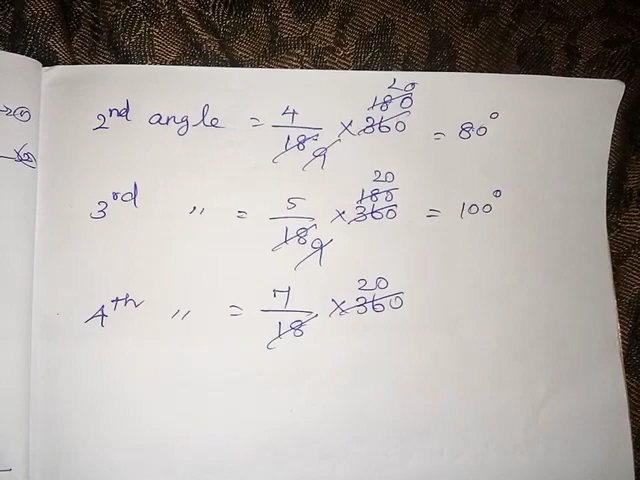 2nd angle = 4/18 9 × 360 180 20 = 80°
3rd " = 5/18 9 × 360 180 20 = 100°
4th " = 7/18 × 360 20